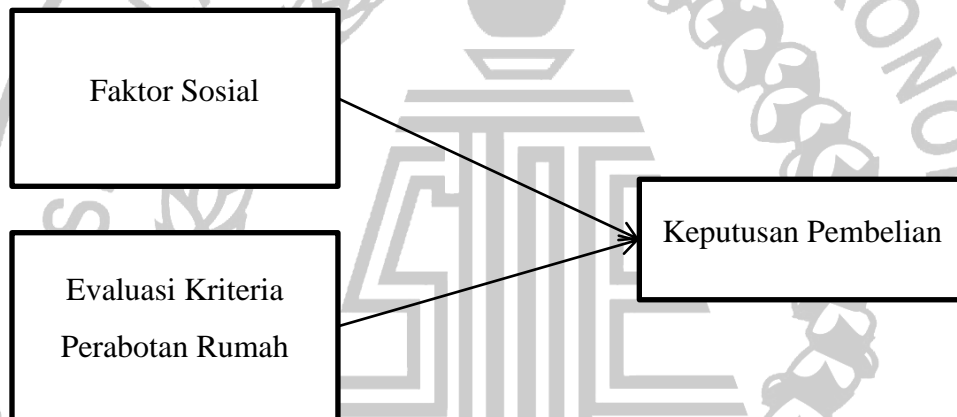 Faktor Sosial
Keputusan Pembelian
Evaluasi Kriteria
Perabotan Rumah